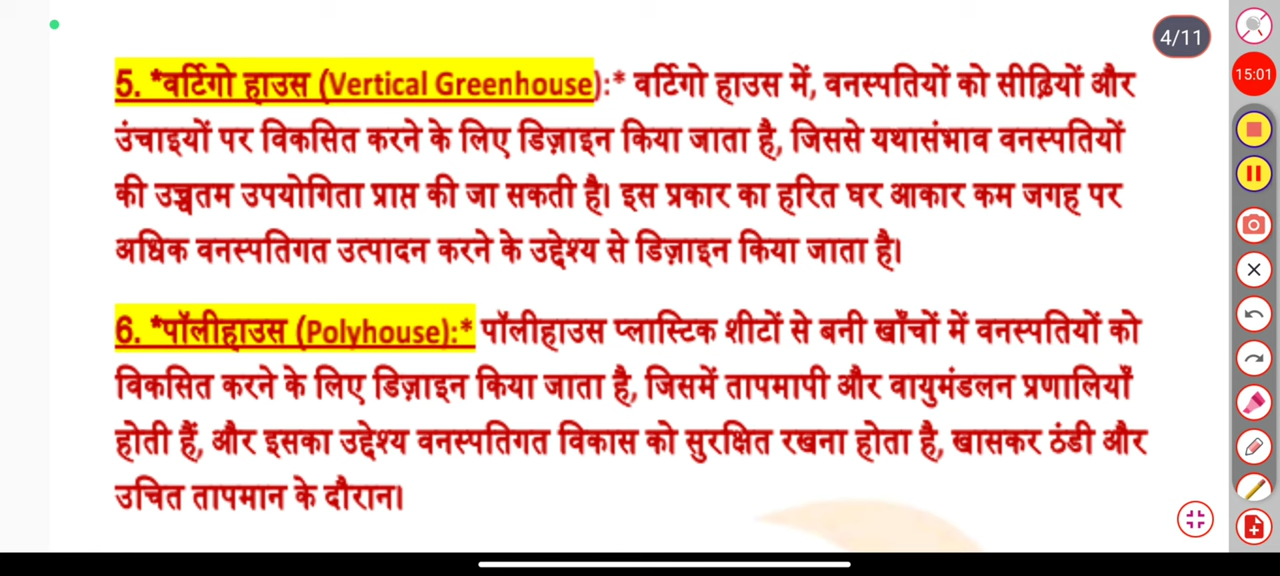 4/11
15:01
5. *वर्टिगो हाउस (Vertical Greenhouse):* वर्टिगो हाउस में, वनस्पतियों को सीढ़ियों और
उंचाइयों पर विकसित करने के लिए डिज़ाइन किया जाता है, जिससे यथासंभाव वनस्पतियों
की उच्चतम उपयोगिता प्राप्त की जा सकती है। इस प्रकार का हरित घर आकार कम जगह पर
अधिक वनस्पतिगत उत्पादन करने के उद्देश्य से डिज़ाइन किया जाता है।
6. *पॉलीहाउस (Polyhouse):* पॉलीहाउस प्लास्टिक शीटों से बनी खाँचों में वनस्पतियों को
विकसित करने के लिए डिज़ाइन किया जाता है, जिसमें तापमापी और वायुमंडलन प्रणालियाँ
होती हैं, और इसका उद्देश्य वनस्पतिगत विकास को सुरक्षित रखना होता है, खासकर ठंडी और
उचित तापमान के दौरान।